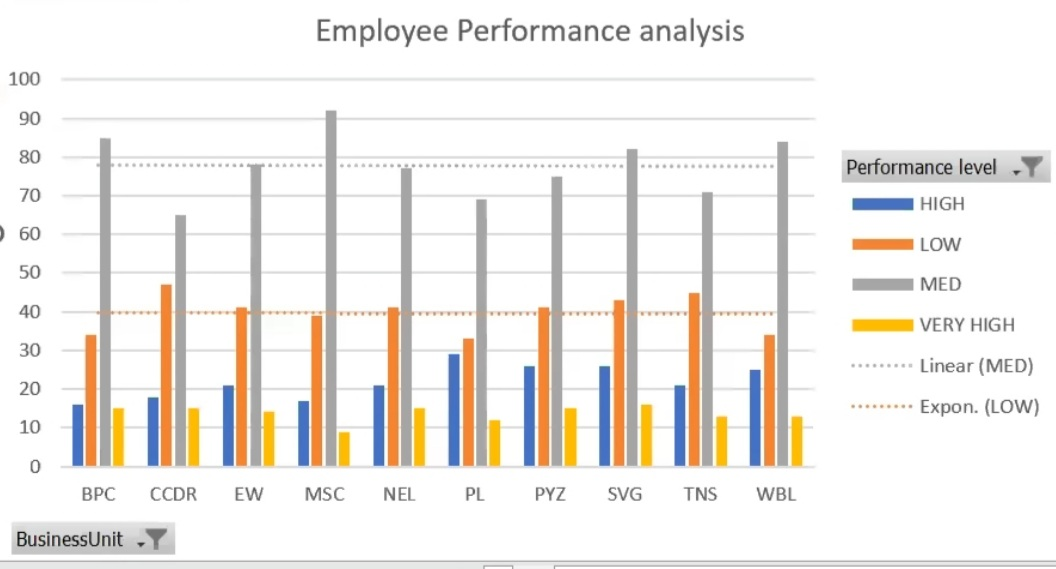 Employee Performance analysis
100
90
80
70
60
50
40
30
20
10
0
BPC CCDR EW MSC NEL PL PYZ SVG TNS WBL
Performance level
HIGH
LOW
MED
VERY HIGH
Linear (MED)
Expon. (LOW)
BusinessUnit